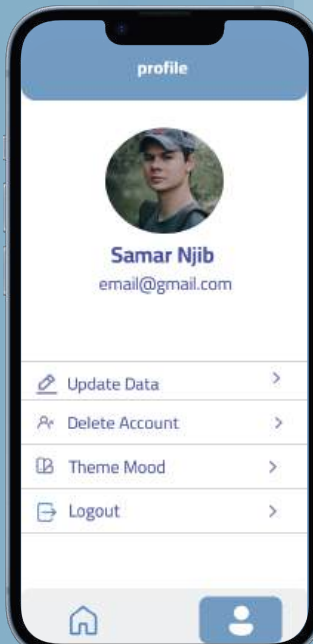 profile
Samar Njib
email@gmail.com
Update Data
Delete Account
Theme Mood
Logout